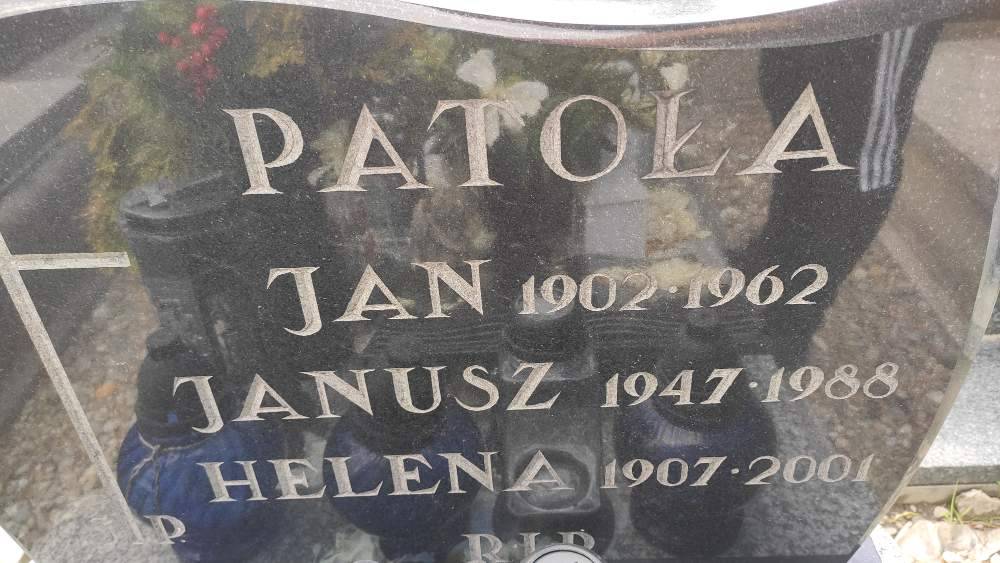 PATOŁA
JAN 1902·1962
JANUSZ 1947·1988
HELENA 1907·2001
R.I.P.